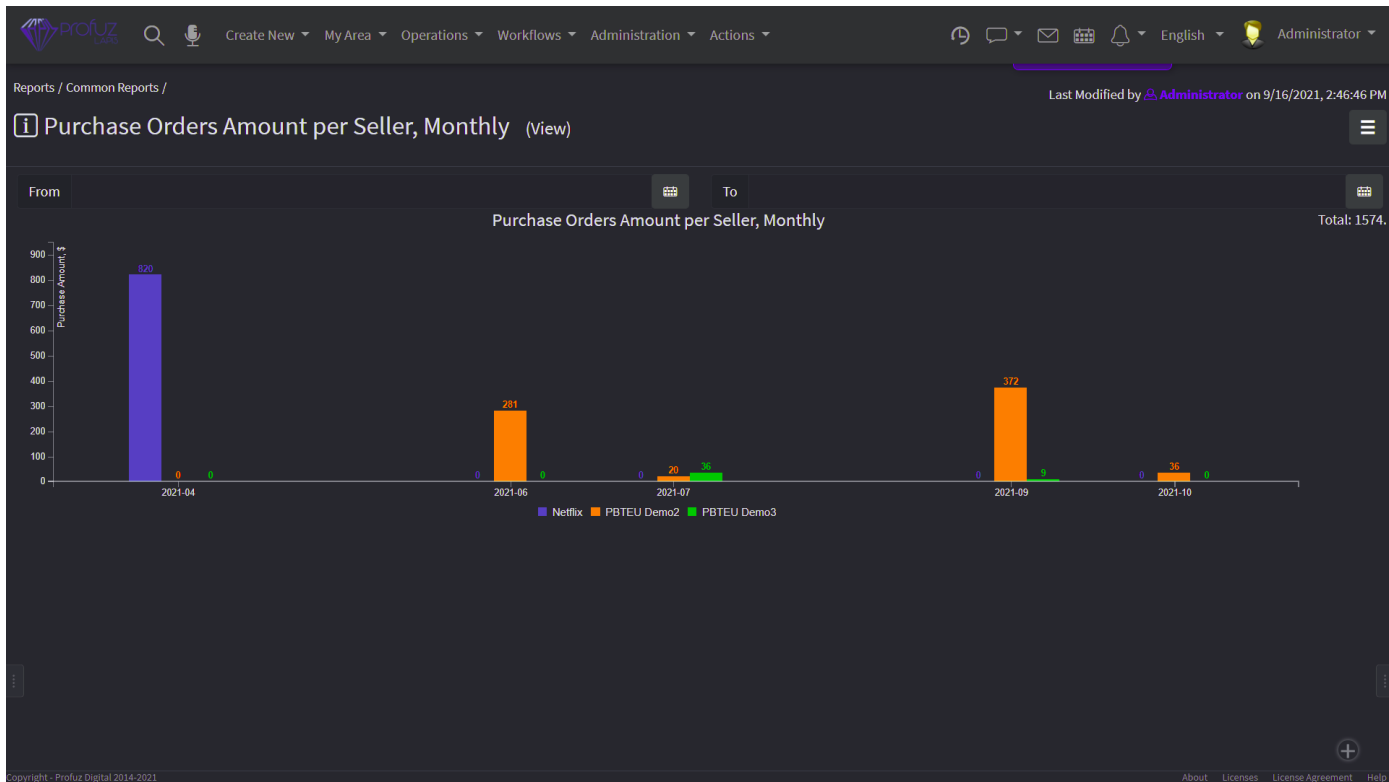 PROFUZ
LAPIS
Create New My Area Operations Workflows Administration Actions English Administrator
Reports / Common Reports /
Last Modified by Administrator on 9/16/2021, 2:46:46 PM
i Purchase Orders Amount per Seller, Monthly (View)
From To
Purchase Orders Amount per Seller, Monthly
Total: 1574.
Purchase Amount, $
900
800
700
600
500
400
300
200
100
0
820 0 0
0 281 0
0 20 36
0 372 9
0 36 0
2021-04 2021-06 2021-07 2021-09 2021-10
Netflix PBTEU Demo2 PBTEU Demo3
Copyright - Profuz Digital 2014-2021
About Licenses License Agreement Help